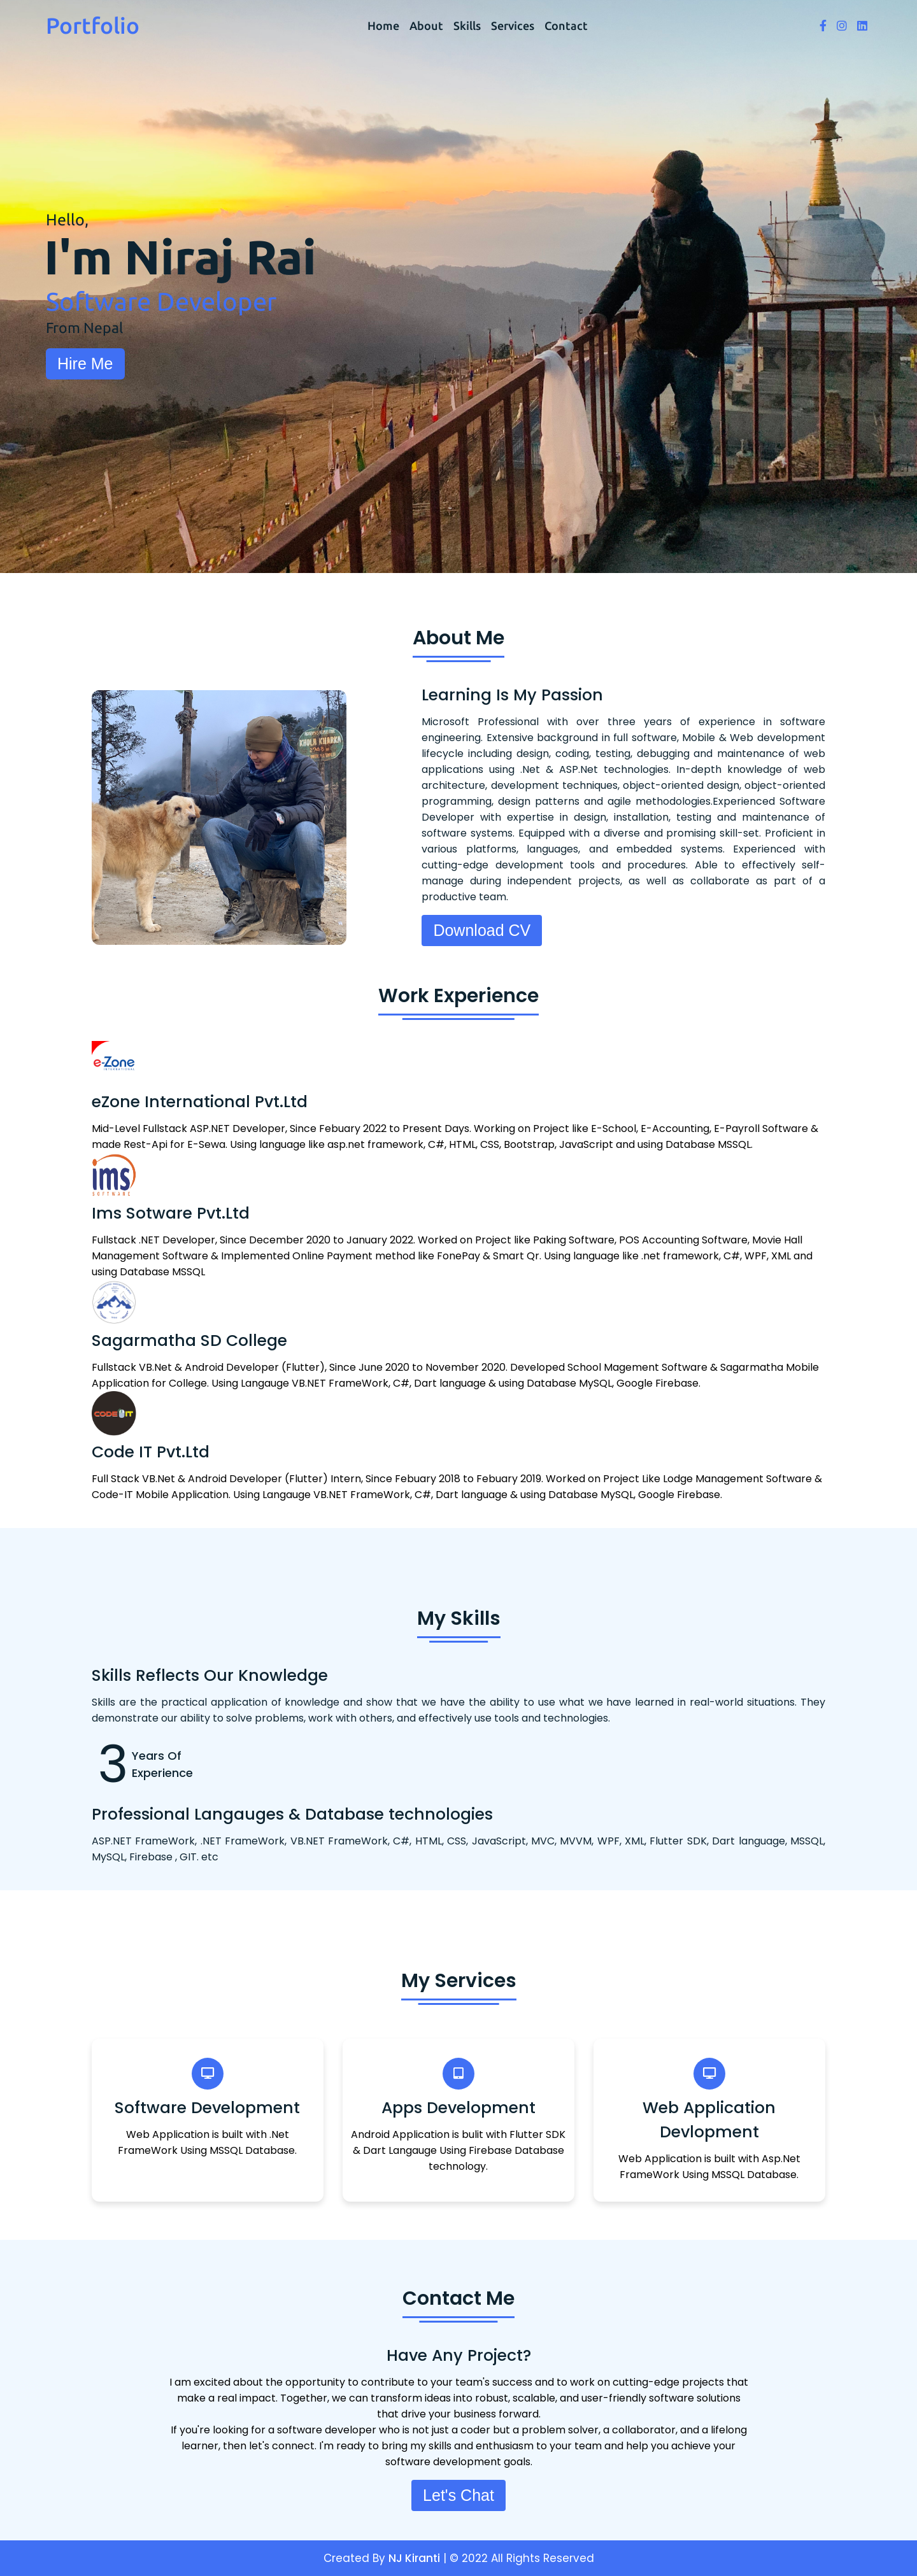 Portfolio
Home About Skills Services Contact
Hello,
I'm Niraj Rai
Software Developer
From Nepal
Hire Me
About Me
KHOLA KHARKA
Learning Is My Passion
Microsoft Professional with over three years of experience in software
engineering. Extensive background in full software, Mobile & Web development
lifecycle including design, coding, testing, debugging and maintenance of web
applications using .Net & ASP.Net technologies. In-depth knowledge of web
architecture, development techniques, object-oriented design, object-oriented
programming, design patterns and agile methodologies.Experienced Software
Developer with expertise in design, installation, testing and maintenance of
software systems. Equipped with a diverse and promising skill-set. Proficient in
various platforms, languages, and embedded systems. Experienced with
cutting-edge development tools and procedures. Able to effectively self-
manage during independent projects, as well as collaborate as part of a
productive team.
Download CV
Work Experience
e-Zone
INTERNATIONAL
eZone International Pvt.Ltd
Mid-Level Fullstack ASP.NET Developer, Since Febuary 2022 to Present Days. Working on Project like E-School, E-Accounting, E-Payroll Software &
made Rest-Api for E-Sewa. Using language like asp.net framework, C#, HTML, CSS, Bootstrap, JavaScript and using Database MSSQL.
ims
SOFTWARE
Ims Sotware Pvt.Ltd
Fullstack .NET Developer, Since December 2020 to January 2022. Worked on Project like Paking Software, POS Accounting Software, Movie Hall
Management Software & Implemented Online Payment method like FonePay & Smart Qr. Using language like .net framework, C#, WPF, XML and
using Database MSSQL
Sagarmatha SD College
Fullstack VB.Net & Android Developer (Flutter), Since June 2020 to November 2020. Developed School Magement Software & Sagarmatha Mobile
Application for College. Using Langauge VB.NET FrameWork, C#, Dart language & using Database MySQL, Google Firebase.
CODE IT
Code IT Pvt.Ltd
Full Stack VB.Net & Android Developer (Flutter) Intern, Since Febuary 2018 to Febuary 2019. Worked on Project Like Lodge Management Software &
Code-IT Mobile Application. Using Langauge VB.NET FrameWork, C#, Dart language & using Database MySQL, Google Firebase.
My Skills
Skills Reflects Our Knowledge
Skills are the practical application of knowledge and show that we have the ability to use what we have learned in real-world situations. They
demonstrate our ability to solve problems, work with others, and effectively use tools and technologies.
3 Years Of
Experience
Professional Langauges & Database technologies
ASP.NET FrameWork, .NET FrameWork, VB.NET FrameWork, C#, HTML, CSS, JavaScript, MVC, MVVM, WPF, XML, Flutter SDK, Dart language, MSSQL,
MySQL, Firebase , GIT. etc
My Services
Software Development
Web Application is built with .Net
FrameWork Using MSSQL Database.
Apps Development
Android Application is bulit with Flutter SDK
& Dart Langauge Using Firebase Database
technology.
Web Application
Devlopment
Web Application is built with Asp.Net
FrameWork Using MSSQL Database.
Contact Me
Have Any Project?
I am excited about the opportunity to contribute to your team's success and to work on cutting-edge projects that
make a real impact. Together, we can transform ideas into robust, scalable, and user-friendly software solutions
that drive your business forward.
If you're looking for a software developer who is not just a coder but a problem solver, a collaborator, and a lifelong
learner, then let's connect. I'm ready to bring my skills and enthusiasm to your team and help you achieve your
software development goals.
Let's Chat
Created By NJ Kiranti | © 2022 All Rights Reserved